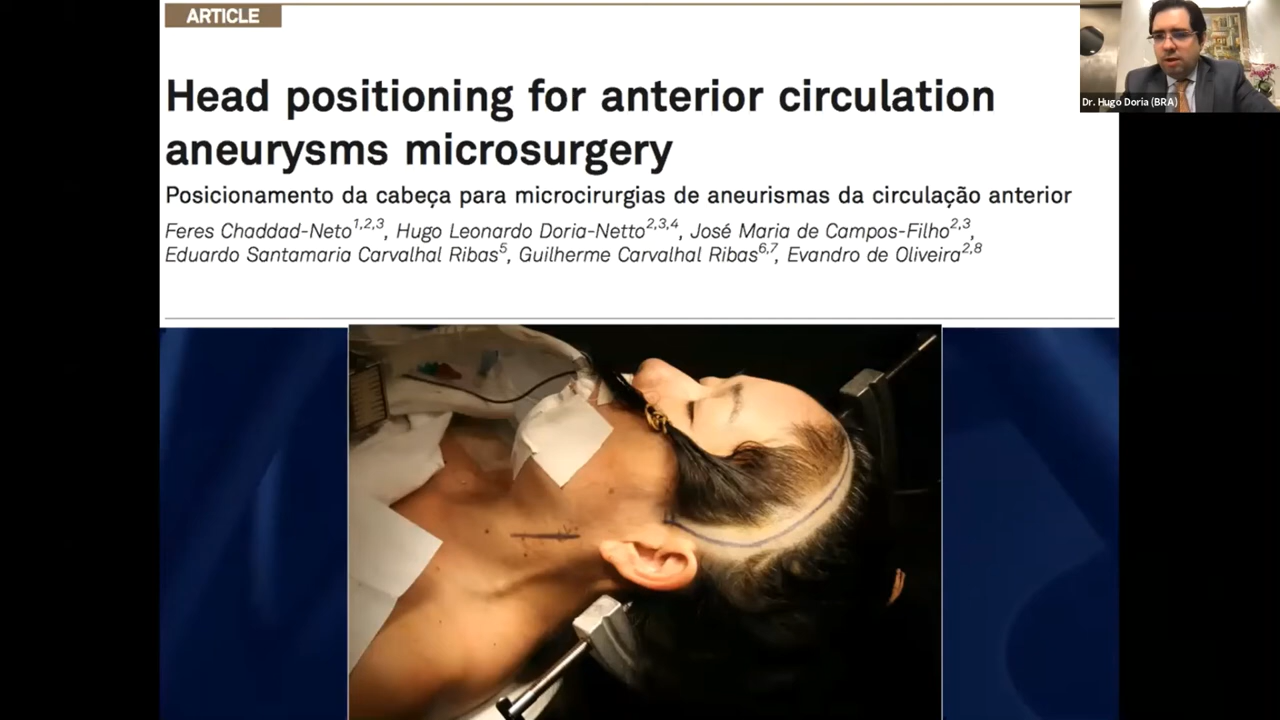 ARTICLE
Dr. Hugo Doria (BRA)
Head positioning for anterior circulation
aneurysms microsurgery
Posicionamento da cabeça para microcirurgias de aneurismas da circulação anterior
Feres Chaddad-Neto1,2,3, Hugo Leonardo Doria-Netto2,3,4, José Maria de Campos-Filho2,3,
Eduardo Santamaria Carvalhal Ribas5, Guilherme Carvalhal Ribas6,7, Evandro de Oliveira2,8